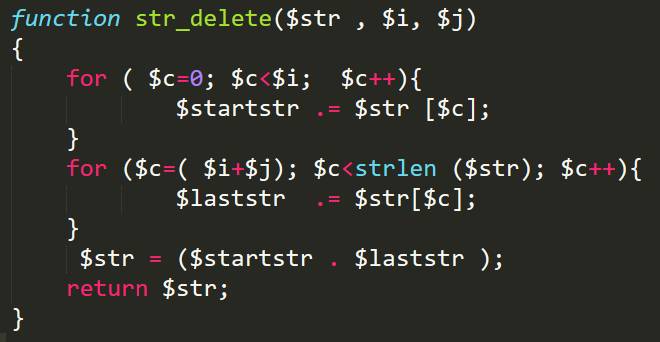 function str_delete($str , $i, $j)
{
for ( $c=0; $c<$i;  $c++){
$startstr .= $str [$c];
}
for ($c=( $i+$j); $c<strlen ($str); $c++){
$laststr  .= $str[$c];
}
$str = ($startstr . $laststr );
return $str;
}